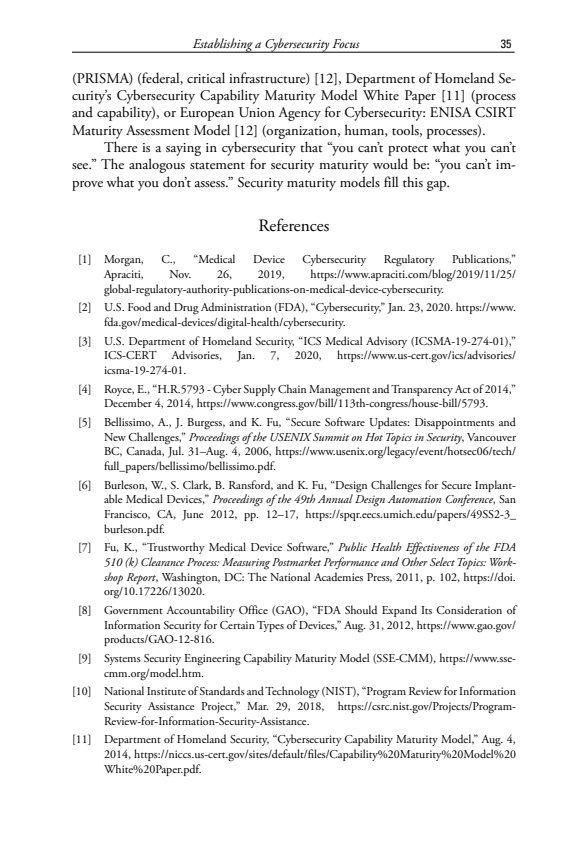 Establishing a Cybersecurity Focus 35
(PRISMA) (federal, critical infrastructure) [12], Department of Homeland Se-
curity’s Cybersecurity Capability Maturity Model White Paper [11] (process
and capability), or European Union Agency for Cybersecurity: ENISA CSIRT
Maturity Assessment Model [12] (organization, human, tools, processes).
There is a saying in cybersecurity that “you can’t protect what you can’t
see.” The analogous statement for security maturity would be: “you can’t im-
prove what you don’t assess.” Security maturity models fill this gap.
References
[1] Morgan, C., “Medical Device Cybersecurity Regulatory Publications,”
Apraciti, Nov. 26, 2019, https://www.apraciti.com/blog/2019/11/25/
global-regulatory-authority-publications-on-medical-device-cybersecurity.
[2] U.S. Food and Drug Administration (FDA), “Cybersecurity,” Jan. 23, 2020. https://www.
fda.gov/medical-devices/digital-health/cybersecurity.
[3] U.S. Department of Homeland Security, “ICS Medical Advisory (ICSMA-19-274-01),”
ICS-CERT Advisories, Jan. 7, 2020, https://www.us-cert.gov/ics/advisories/
icsma-19-274-01.
[4] Royce, E., “H.R.5793 - Cyber Supply Chain Management and Transparency Act of 2014,”
December 4, 2014, https://www.congress.gov/bill/113th-congress/house-bill/5793.
[5] Bellissimo, A., J. Burgess, and K. Fu, “Secure Software Updates: Disappointments and
New Challenges,” Proceedings of the USENIX Summit on Hot Topics in Security, Vancouver
BC, Canada, Jul. 31–Aug. 4, 2006, https://www.usenix.org/legacy/event/hotsec06/tech/
full_papers/bellissimo/bellissimo.pdf.
[6] Burleson, W., S. Clark, B. Ransford, and K. Fu, “Design Challenges for Secure Implant-
able Medical Devices,” Proceedings of the 49th Annual Design Automation Conference, San
Francisco, CA, June 2012, pp. 12–17, https://spqr.eecs.umich.edu/papers/49SS2-3_
burleson.pdf.
[7] Fu, K., “Trustworthy Medical Device Software,” Public Health Effectiveness of the FDA
510 (k) Clearance Process: Measuring Postmarket Performance and Other Select Topics: Work-
shop Report, Washington, DC: The National Academies Press, 2011, p. 102, https://doi.
org/10.17226/13020.
[8] Government Accountability Office (GAO), “FDA Should Expand Its Consideration of
Information Security for Certain Types of Devices,” Aug. 31, 2012, https://www.gao.gov/
products/GAO-12-816.
[9] Systems Security Engineering Capability Maturity Model (SSE-CMM), https://www.sse-
cmm.org/model.htm.
[10] National Institute of Standards and Technology (NIST), “Program Review for Information
Security Assistance Project,” Mar. 29, 2018, https://csrc.nist.gov/Projects/Program-
Review-for-Information-Security-Assistance.
[11] Department of Homeland Security, “Cybersecurity Capability Maturity Model,” Aug. 4,
2014, https://niccs.us-cert.gov/sites/default/files/Capability%20Maturity%20Model%20
White%20Paper.pdf.